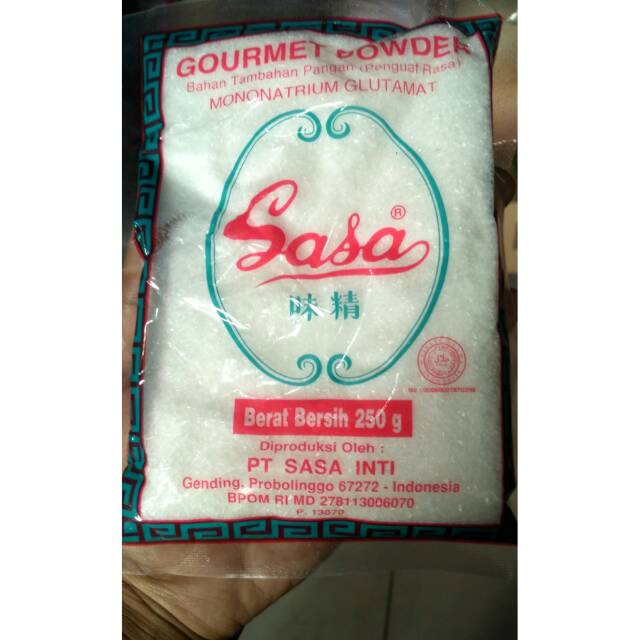 GOURMET POWDER
Bahan Tambahan Pangan (Penguat Rasa)
MONONATRIUM GLUTAMAT
Sasa ®
味精
Berat Bersih 250 g
Diproduksi Oleh :
PT SASA INTI
Gending, Probolinggo 67272 - Indonesia
BPOM RI MD 278113006070
P. 13070